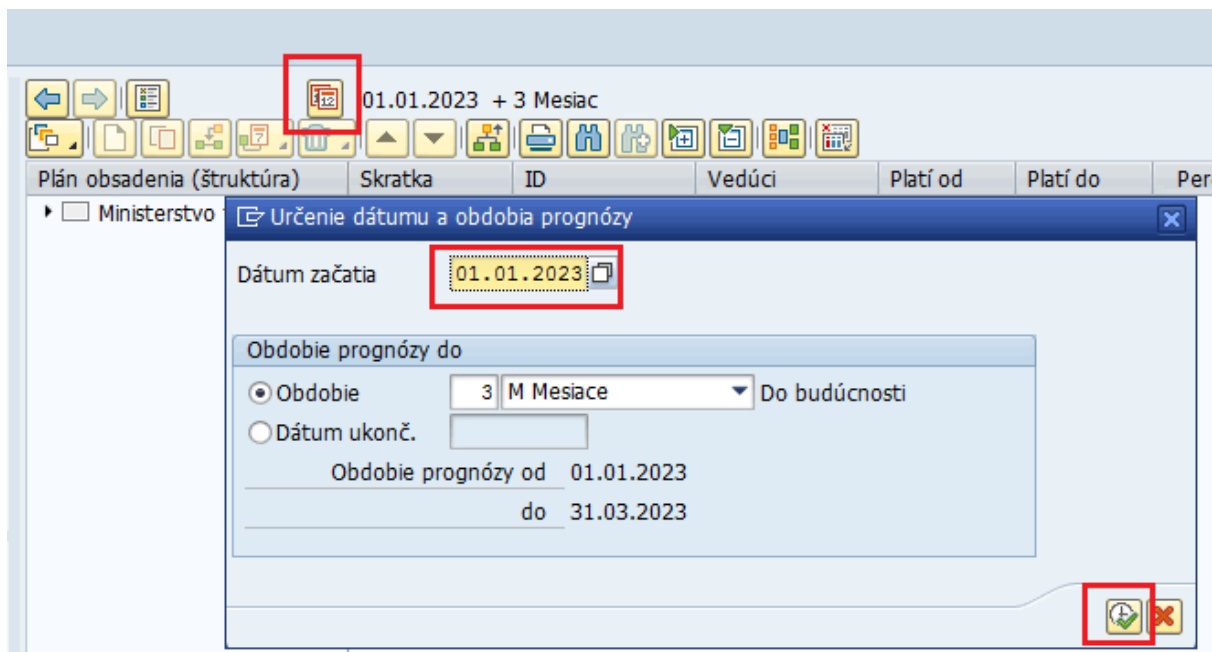 01.01.2023 + 3 Mesiac
Plán obsadenia (štruktúra) Skratka ID Vedúci Platí od Platí do Per
Ministerstvo
Určenie dátumu a obdobia prognózy
Dátum začatia 01.01.2023
Obdobie prognózy do
Obdobie 3 M Mesiace Do budúcnosti
Dátum ukonč.
Obdobie prognózy od 01.01.2023
do 31.03.2023